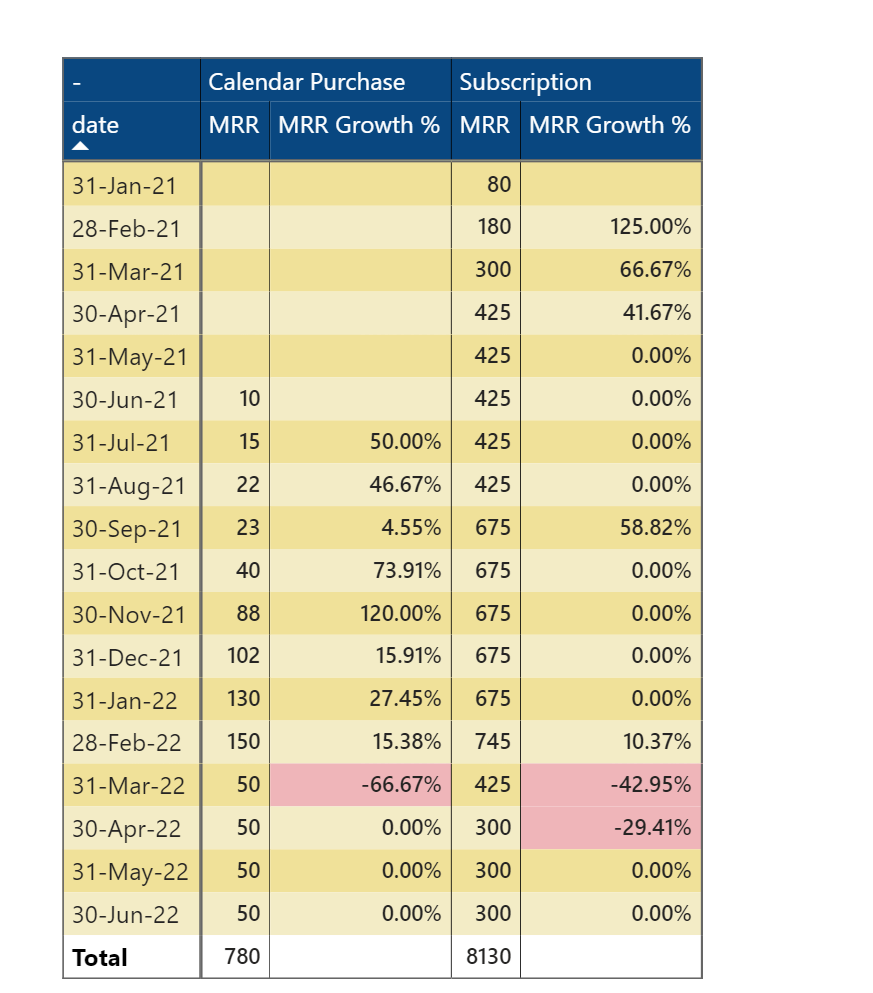 - Calendar Purchase Subscription
date MRR MRR Growth % MRR MRR Growth %
31-Jan-21 80
28-Feb-21 180 125.00%
31-Mar-21 300 66.67%
30-Apr-21 425 41.67%
31-May-21 425 0.00%
30-Jun-21 10 425 0.00%
31-Jul-21 15 50.00% 425 0.00%
31-Aug-21 22 46.67% 425 0.00%
30-Sep-21 23 4.55% 675 58.82%
31-Oct-21 40 73.91% 675 0.00%
30-Nov-21 88 120.00% 675 0.00%
31-Dec-21 102 15.91% 675 0.00%
31-Jan-22 130 27.45% 675 0.00%
28-Feb-22 150 15.38% 745 10.37%
31-Mar-22 50 -66.67% 425 -42.95%
30-Apr-22 50 0.00% 300 -29.41%
31-May-22 50 0.00% 300 0.00%
30-Jun-22 50 0.00% 300 0.00%
Total 780 8130